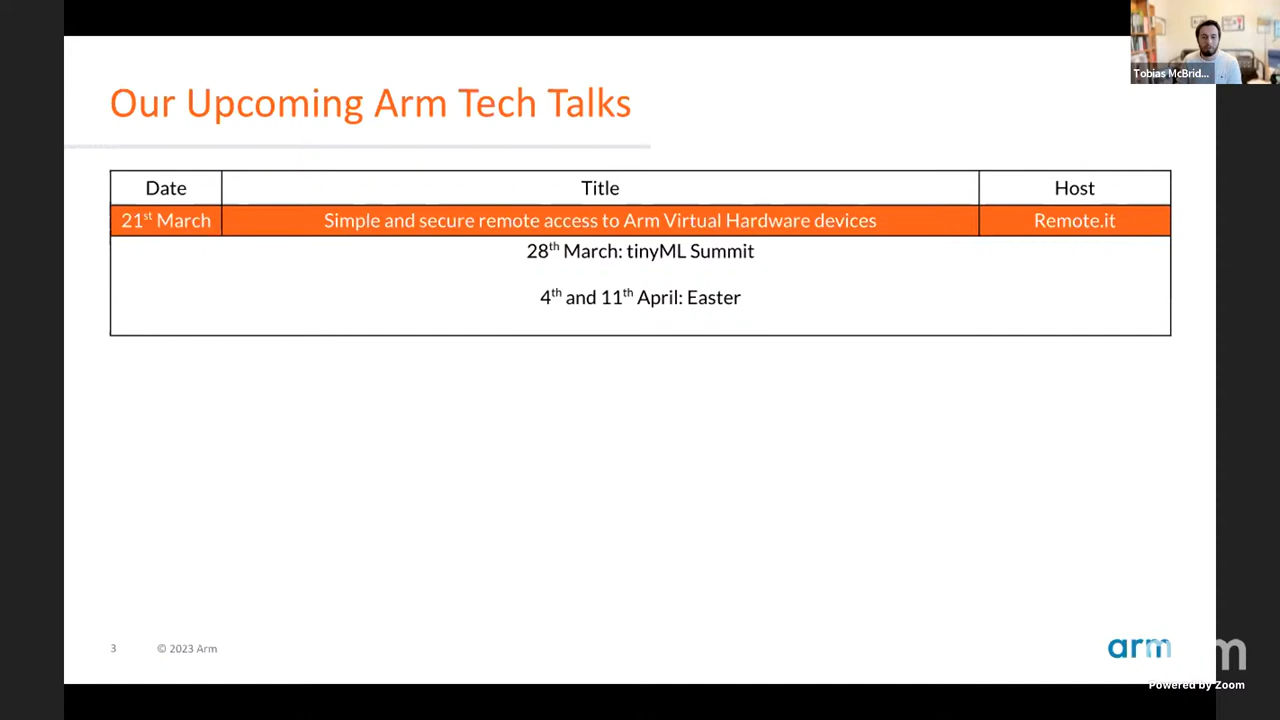 Tobias McBrid...
Our Upcoming Arm Tech Talks
Date Title Host
21st March Simple and secure remote access to Arm Virtual Hardware devices Remote.it
28th March: tinyML Summit
4th and 11th April: Easter
3 © 2023 Arm
arm
Powered by Zoom